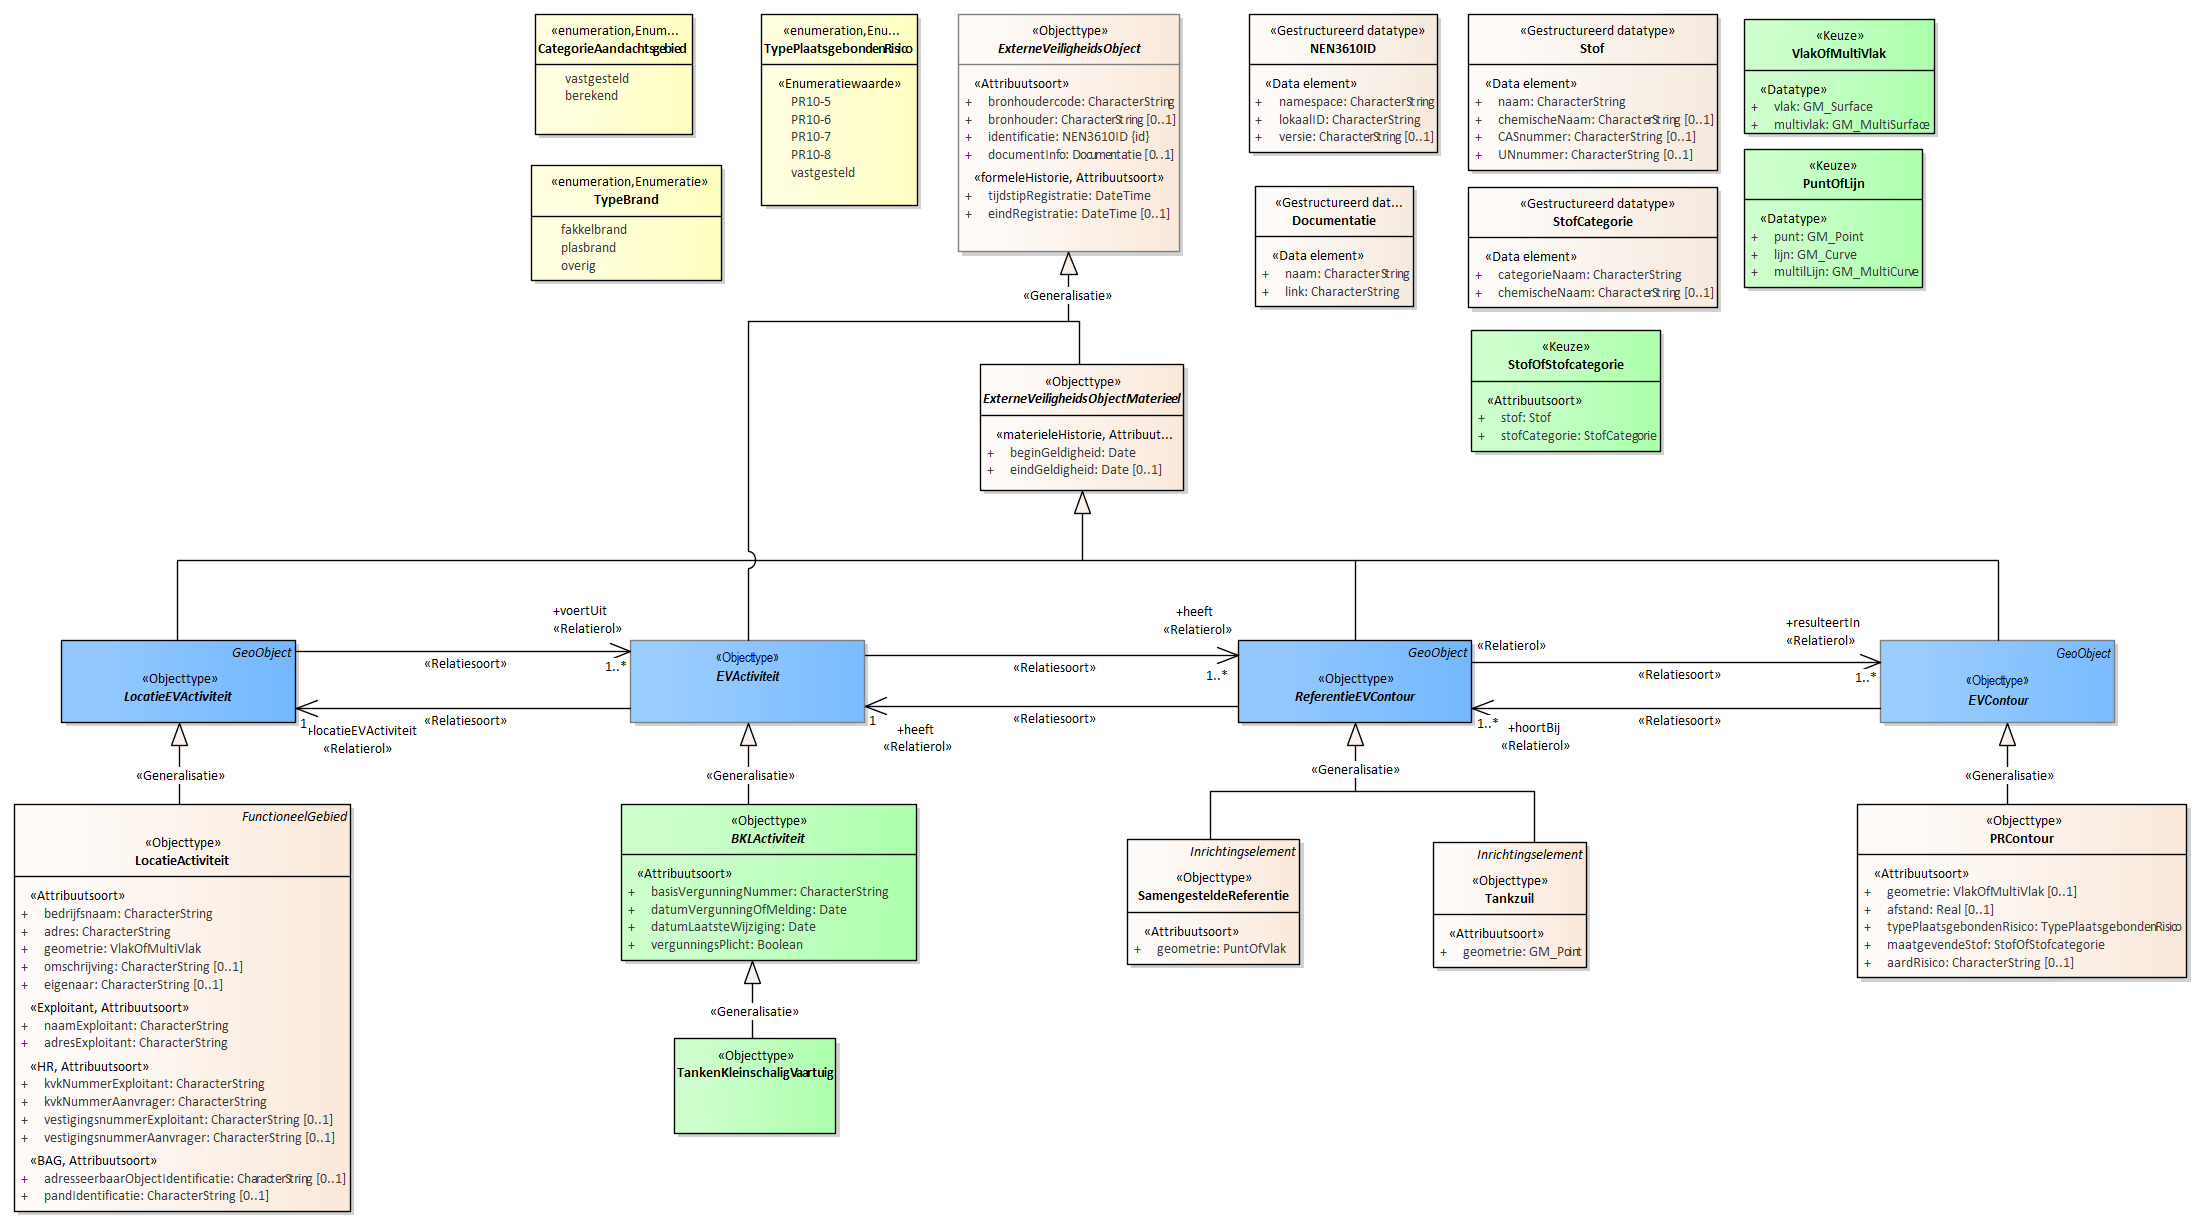 «enumeration,Enum...
CategorieAandachtsgebied
vastgesteld
berekend
«enumeration,Enumeratie»
TypeBrand
fakkelbrand
plasbrand
overig
«enumeration,Enu...
TypePlaatsgebondenRisico
«Enumeratiewaarde»
PR10-5
PR10-6
PR10-7
PR10-8
vastgesteld
«Objecttype»
ExterneVeiligheidsObject
«Attribuutsoort»
+ bronhoudercode: CharacterString
+ bronhouder: CharacterString [0..1]
+ identificatie: NEN3610ID {id}
+ documentInfo: Documentatie [0..1]
«formeleHistorie, Attribuutsoort»
+ tijdstipRegistratie: DateTime
+ eindRegistratie: DateTime [0..1]
«Gestructureerd datatype»
NEN3610ID
«Data element»
+ namespace: CharacterString
+ lokaalID: CharacterString
+ versie: CharacterString [0..1]
«Gestructureerd dat...
Documentatie
«Data element»
+ naam: CharacterString
+ link: CharacterString
«Gestructureerd datatype»
Stof
«Data element»
+ naam: CharacterString
+ chemischeNaam: CharacterString [0..1]
+ CASnummer: CharacterString [0..1]
+ UNnummer: CharacterString [0..1]
«Gestructureerd datatype»
StofCategorie
«Data element»
+ categorieNaam: CharacterString
+ chemischeNaam: CharacterString [0..1]
«Keuze»
StofOfStofcategorie
«Attribuutsoort»
+ stof: Stof
+ stofCategorie: StofCategorie
«Keuze»
VlakOfMultiVlak
«Datatype»
+ vlak: GM_Surface
+ multivlak: GM_MultiSurface
«Keuze»
PuntOfLijn
«Datatype»
+ punt: GM_Point
+ lijn: GM_Curve
+ multilLijn: GM_MultiCurve
«Generalisatie»
«Objecttype»
ExterneVeiligheidsObjectMaterieel
«materieleHistorie, Attribuut...
+ beginGeldigheid: Date
+ eindGeldigheid: Date [0..1]
GeoObject
«Objecttype»
LocatieEVActiviteit
+voertUit
«Relatierol»
«Relatiesoort»
1..*
«Relatiesoort»
1
+locatieEVActiviteit
«Relatierol»
«Objecttype»
EVActiviteit
+heeft
«Relatierol»
«Relatiesoort»
1..*
«Relatiesoort»
1
+heeft
«Relatierol»
GeoObject
«Objecttype»
ReferentieEVContour
«Relatierol»
+resulteertIn
«Relatierol»
«Relatiesoort»
1..*
«Relatiesoort»
1..*
+hoortBij
«Relatierol»
GeoObject
«Objecttype»
EVContour
«Generalisatie»
FunctioneelGebied
«Objecttype»
LocatieActiviteit
«Attribuutsoort»
+ bedrijfsnaam: CharacterString
+ adres: CharacterString
+ geometrie: VlakOfMultiVlak
+ omschrijving: CharacterString [0..1]
+ eigenaar: CharacterString [0..1]
«Exploitant, Attribuutsoort»
+ naamExploitant: CharacterString
+ adresExploitant: CharacterString
«HR, Attribuutsoort»
+ kvkNummerExploitant: CharacterString
+ kvkNummerAanvrager: CharacterString
+ vestigingsnummerExploitant: CharacterString [0..1]
+ vestigingsnummerAanvrager: CharacterString [0..1]
«BAG, Attribuutsoort»
+ adresseerbaarObjectIdentificatie: CharacterString [0..1]
+ pandIdentificatie: CharacterString [0..1]
«Generalisatie»
«Objecttype»
BKLActiviteit
«Attribuutsoort»
+ basisVergunningNummer: CharacterString
+ datumVergunningOfMelding: Date
+ datumLaatsteWijziging: Date
+ vergunningsPlicht: Boolean
«Generalisatie»
«Objecttype»
TankenKleinschaligVaartuig
«Generalisatie»
Inrichtingselement
«Objecttype»
SamengesteldeReferentie
«Attribuutsoort»
+ geometrie: PuntOfVlak
Inrichtingselement
«Objecttype»
Tankzuil
«Attribuutsoort»
+ geometrie: GM_Point
«Generalisatie»
«Objecttype»
PRContour
«Attribuutsoort»
+ geometrie: VlakOfMultiVlak [0..1]
+ afstand: Real [0..1]
+ typePlaatsgebondenRisico: TypePlaatsgebondenRisico
+ maatgevendeStof: StofOfStofcategorie
+ aardRisico: CharacterString [0..1]